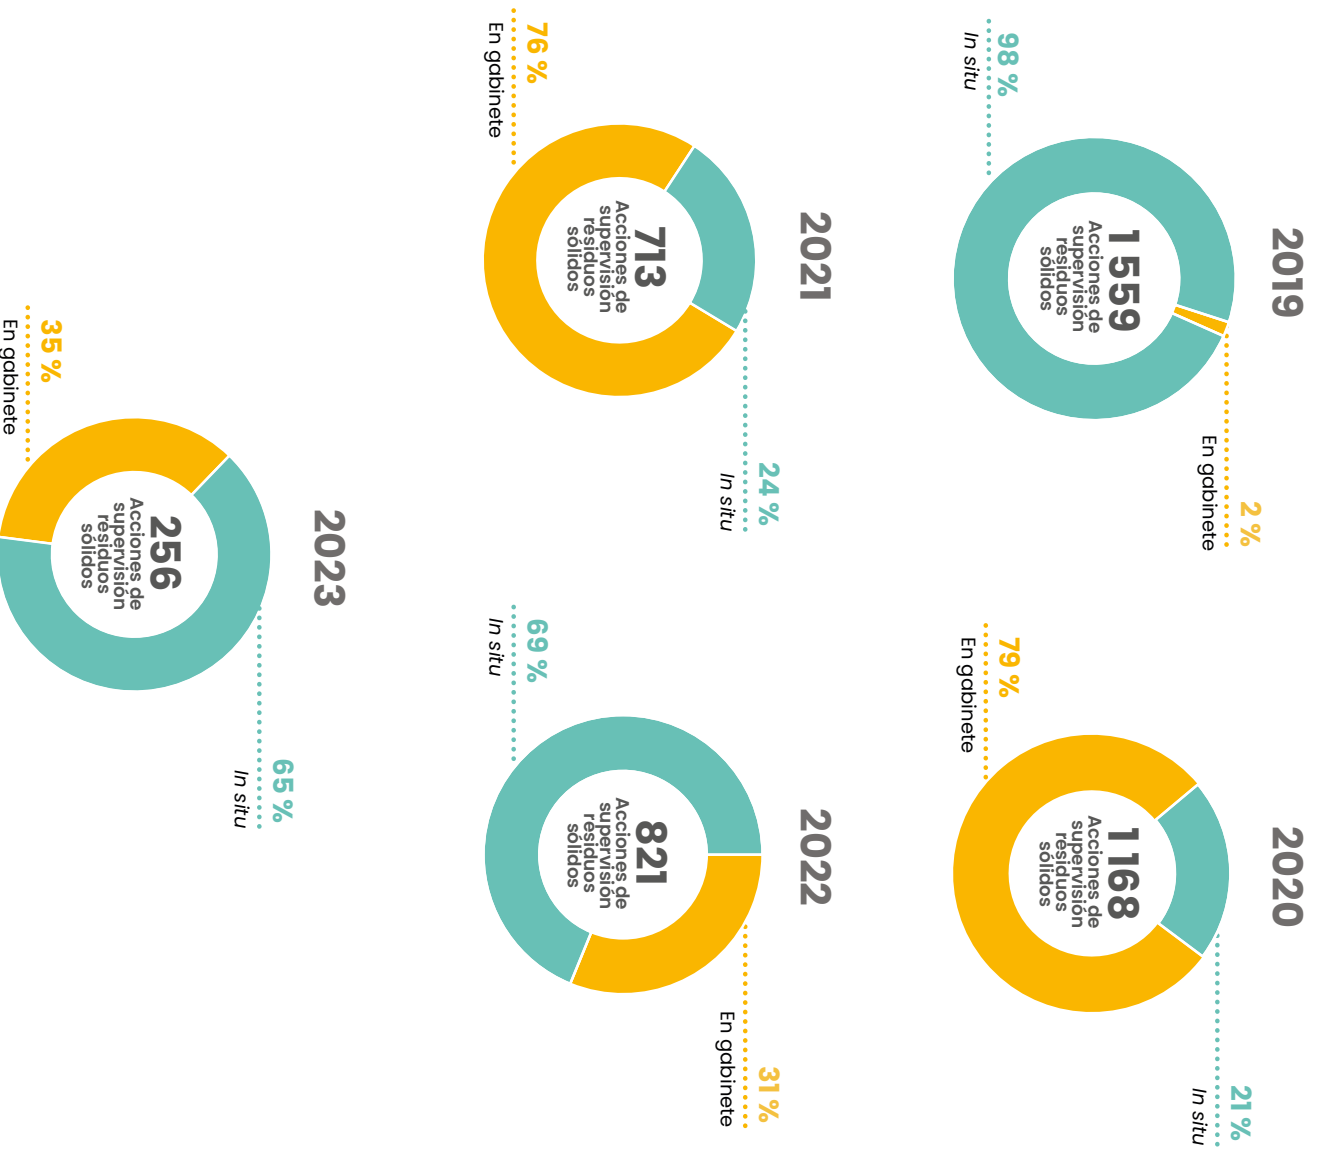 2019
98 %
In situ
1 559
Acciones de
supervisión
residuos
sólidos
2 %
En gabinete
2020
79 %
En gabinete
1 168
Acciones de
supervisión
residuos
sólidos
21 %
In situ
2021
76 %
En gabinete
713
Acciones de
supervisión
residuos
sólidos
24 %
In situ
2022
69 %
In situ
821
Acciones de
supervisión
residuos
sólidos
31 %
En gabinete
2023
35 %
En gabinete
256
Acciones de
supervisión
residuos
sólidos
65 %
In situ